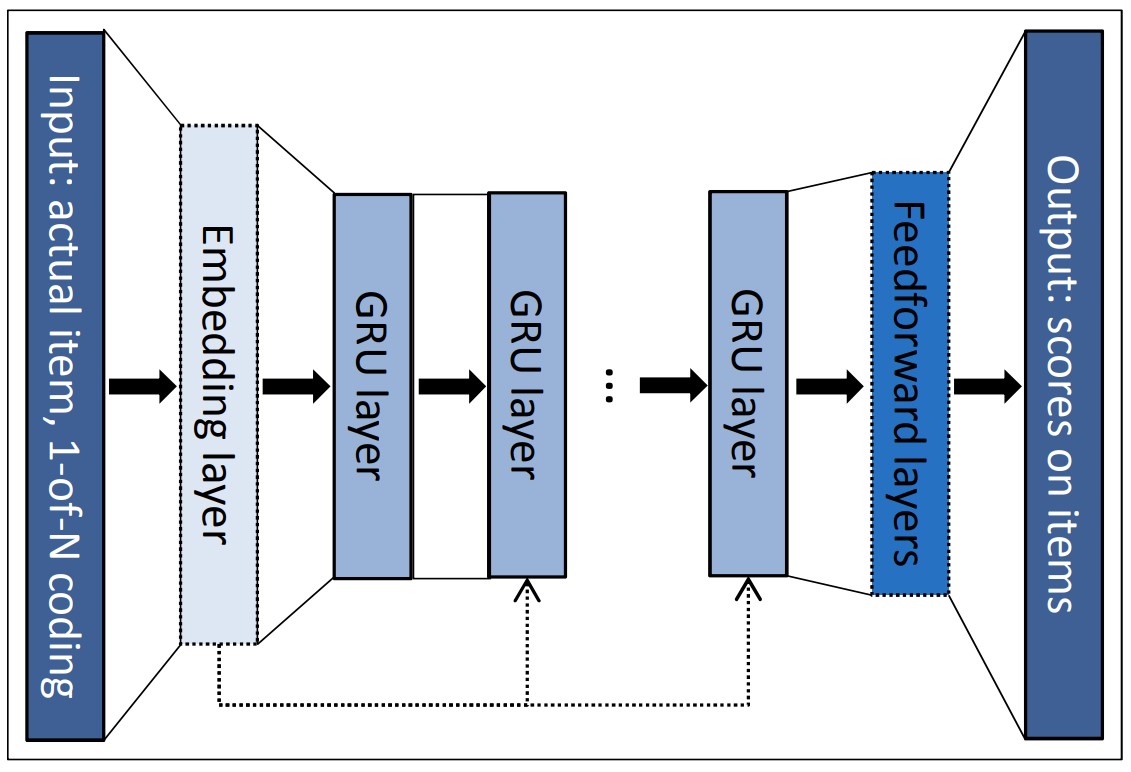 Input: actual item, 1-of-N coding
Embedding layer
GRU layer
GRU layer
...
GRU layer
Feedforward layers
Output: scores on items